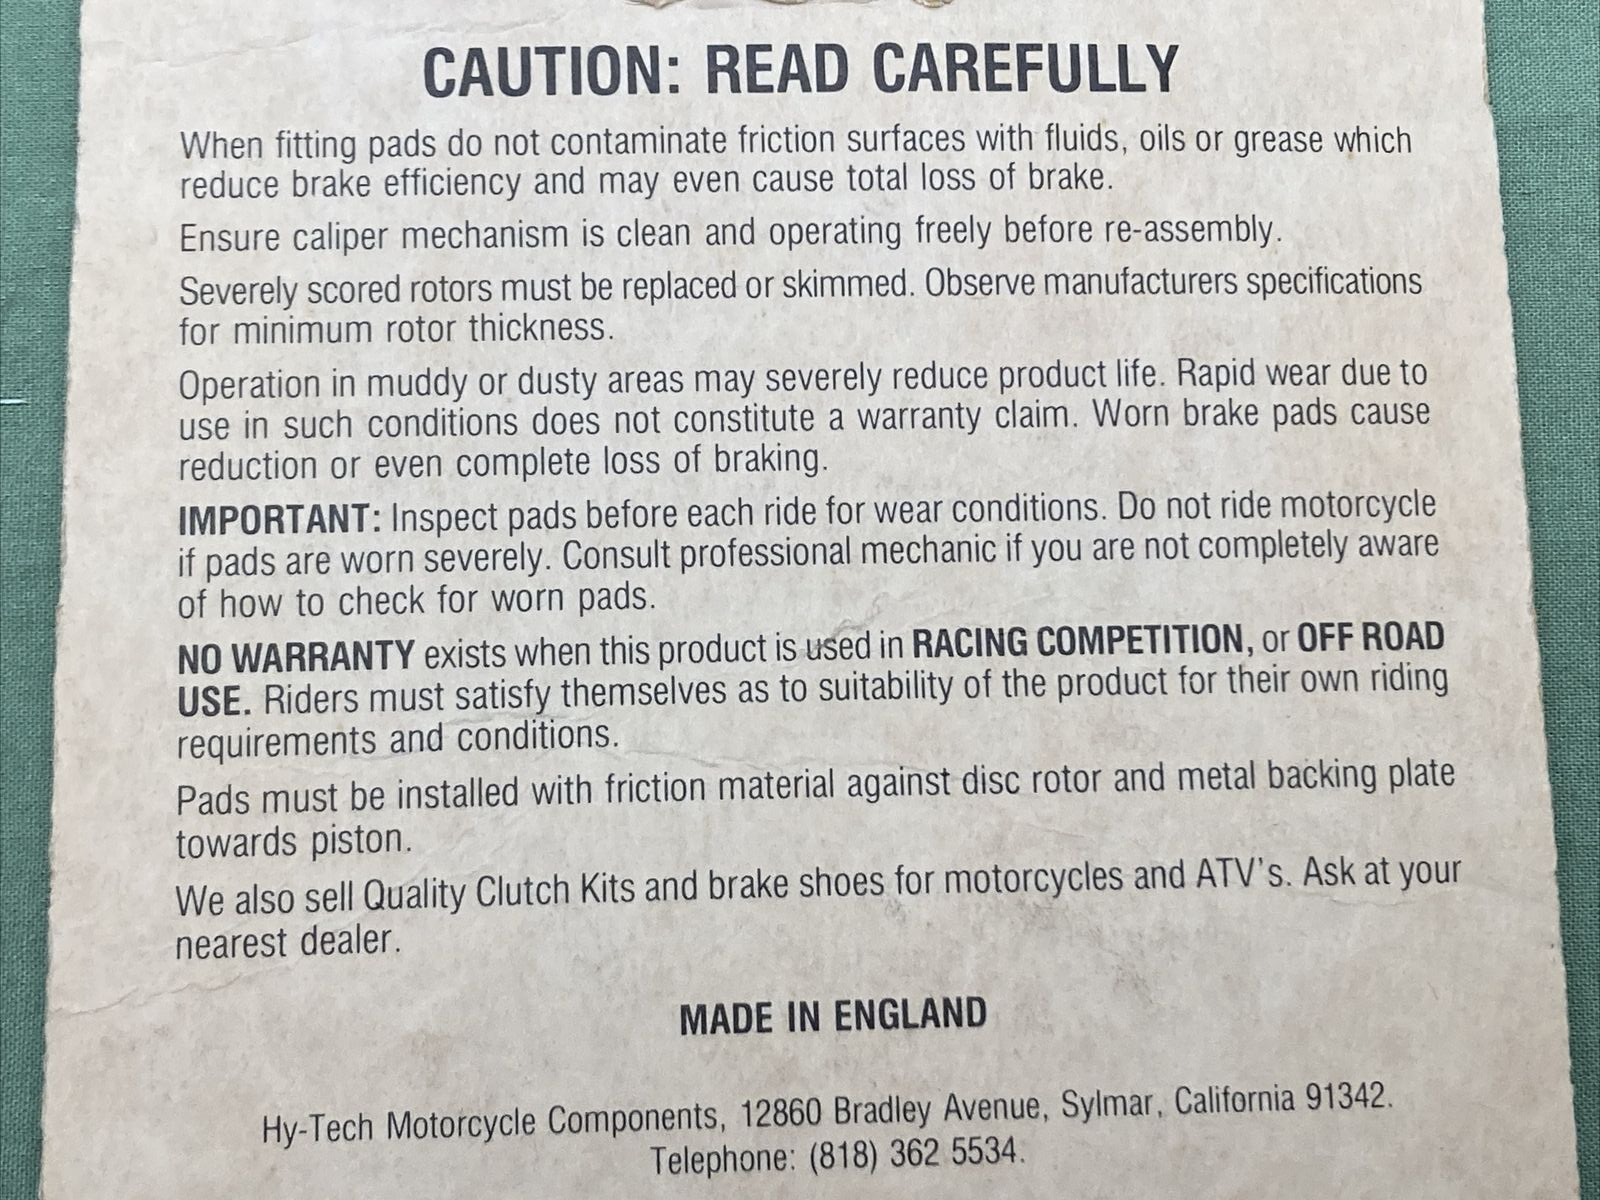 CAUTION: READ CAREFULLY
When fitting pads do not contaminate friction surfaces with fluids, oils or grease which
reduce brake efficiency and may even cause total loss of brake.
Ensure caliper mechanism is clean and operating freely before re-assembly.
Severely scored rotors must be replaced or skimmed. Observe manufacturers specifications
for minimum rotor thickness.
Operation in muddy or dusty areas may severely reduce product life. Rapid wear due to
use in such conditions does not constitute a warranty claim. Worn brake pads cause
reduction or even complete loss of braking.
IMPORTANT: Inspect pads before each ride for wear conditions. Do not ride motorcycle
if pads are worn severely. Consult professional mechanic if you are not completely aware
of how to check for worn pads.
NO WARRANTY exists when this product is used in RACING COMPETITION, or OFF ROAD
USE. Riders must satisfy themselves as to suitability of the product for their own riding
requirements and conditions.
Pads must be installed with friction material against disc rotor and metal backing plate
towards piston.
We also sell Quality Clutch Kits and brake shoes for motorcycles and ATV's. Ask at your
nearest dealer.
MADE IN ENGLAND
Hy-Tech Motorcycle Components, 12860 Bradley Avenue, Sylmar, California 91342.
Telephone: (818) 362 5534.